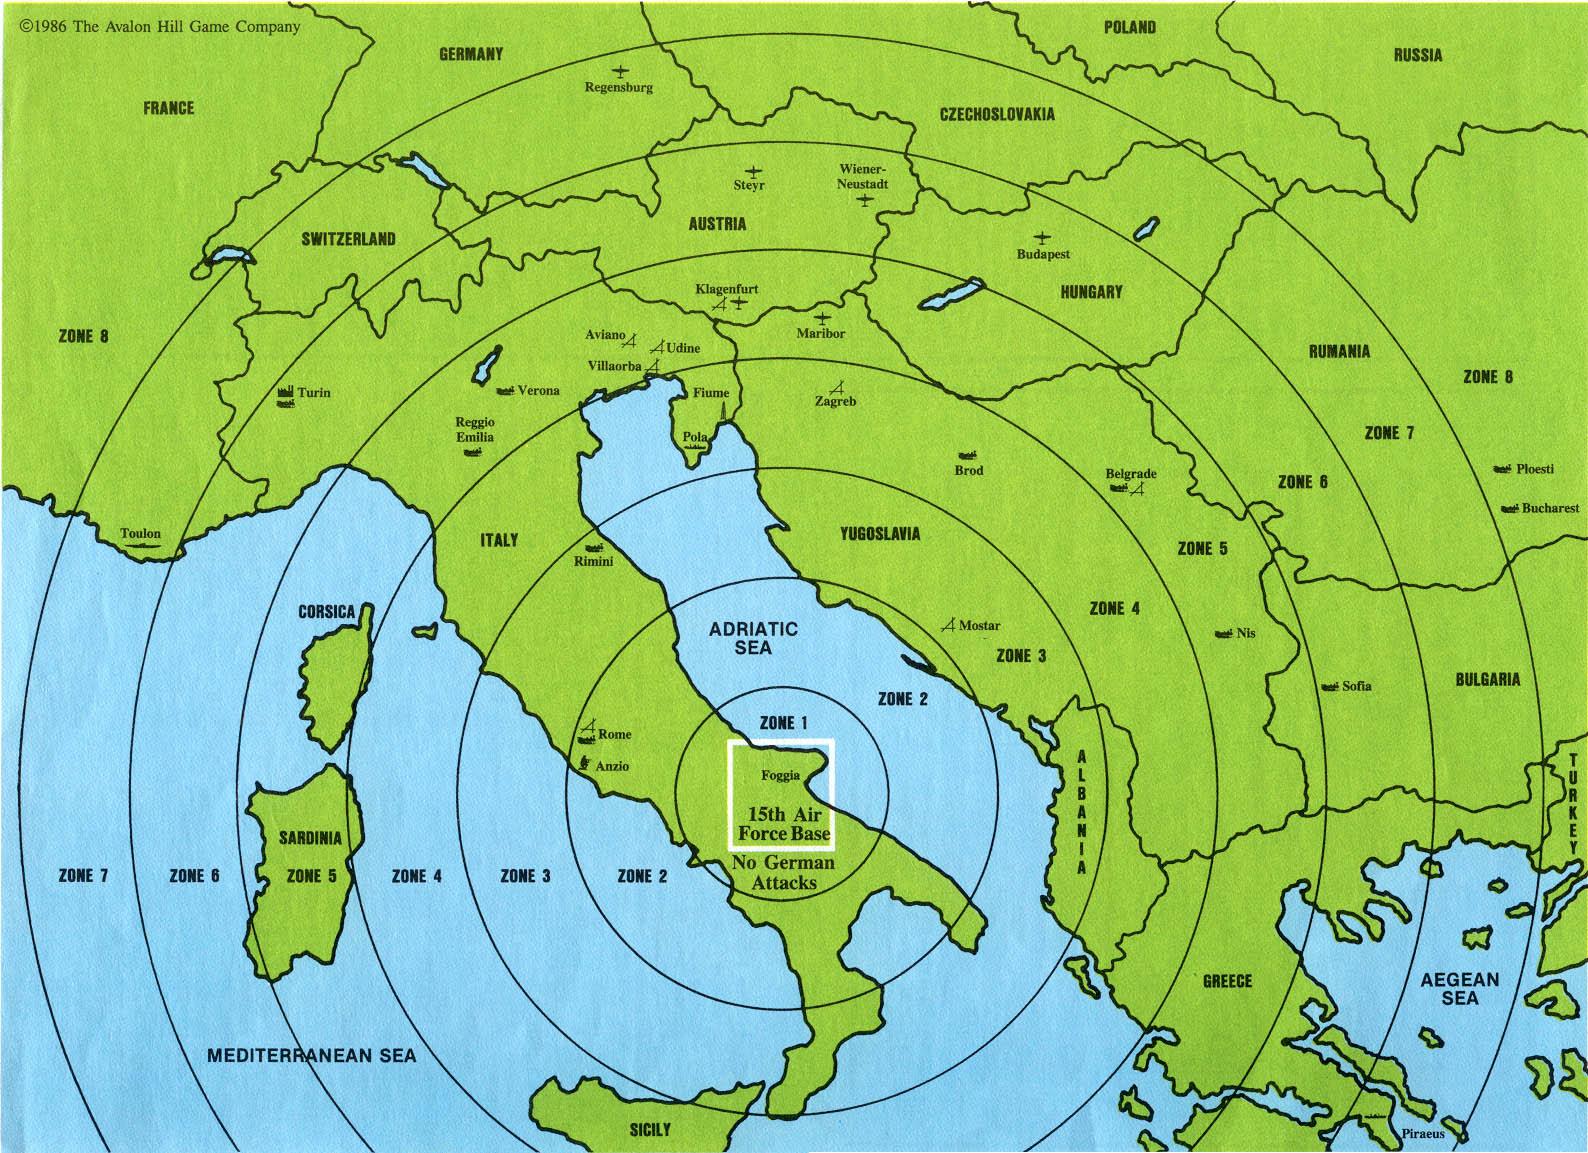 ©1986 The Avalon Hill Game Company
GERMANY
POLAND
RUSSIA
FRANCE
Regensburg
CZECHOSLOVAKIA
Steyr
Wiener-
Neustadt
AUSTRIA
SWITZERLAND
Budapest
HUNGARY
Klagenfurt
Maribor
ZONE 8
Aviano
Udine
Villaorba
RUMANIA
ZONE 8
Turin
Verona
Fiume
Zagreb
Reggio
Emilia
Pola
ZONE 7
Brod
Belgrade
ZONE 6
Ploesti
Bucharest
Toulon
ITALY
YUGOSLAVIA
ZONE 5
Rimini
CORSICA
ZONE 4
ADRIATIC
SEA
Mostar
ZONE 3
Nis
Sofia
BULGARIA
ZONE 2
ZONE 1
Rome
Anzio
Foggia
15th Air
Force Base
No German
Attacks
ALBANIA
TURKEY
SARDINIA
ZONE 7
ZONE 6
ZONE 5
ZONE 4
ZONE 3
ZONE 2
GREECE
AEGEAN
SEA
MEDITERRANEAN SEA
SICILY
Piraeus